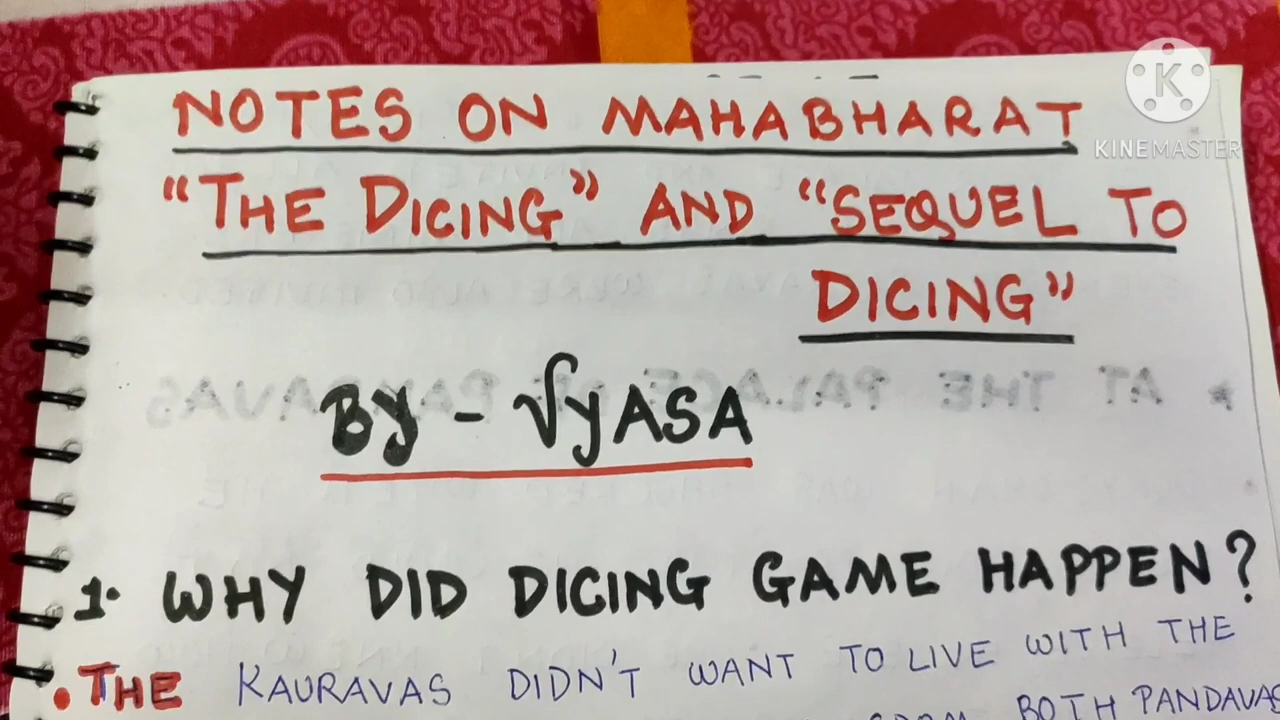 K
KINEMASTER
NOTES ON MAHABHARAT
"THE DICING" AND "SEQUEL TO
DICING"
BY - VYASA
1. WHY DID DICING GAME HAPPEN?
• THE KAURAVAS DIDN'T WANT TO LIVE WITH THE
BOTH PANDAVAS